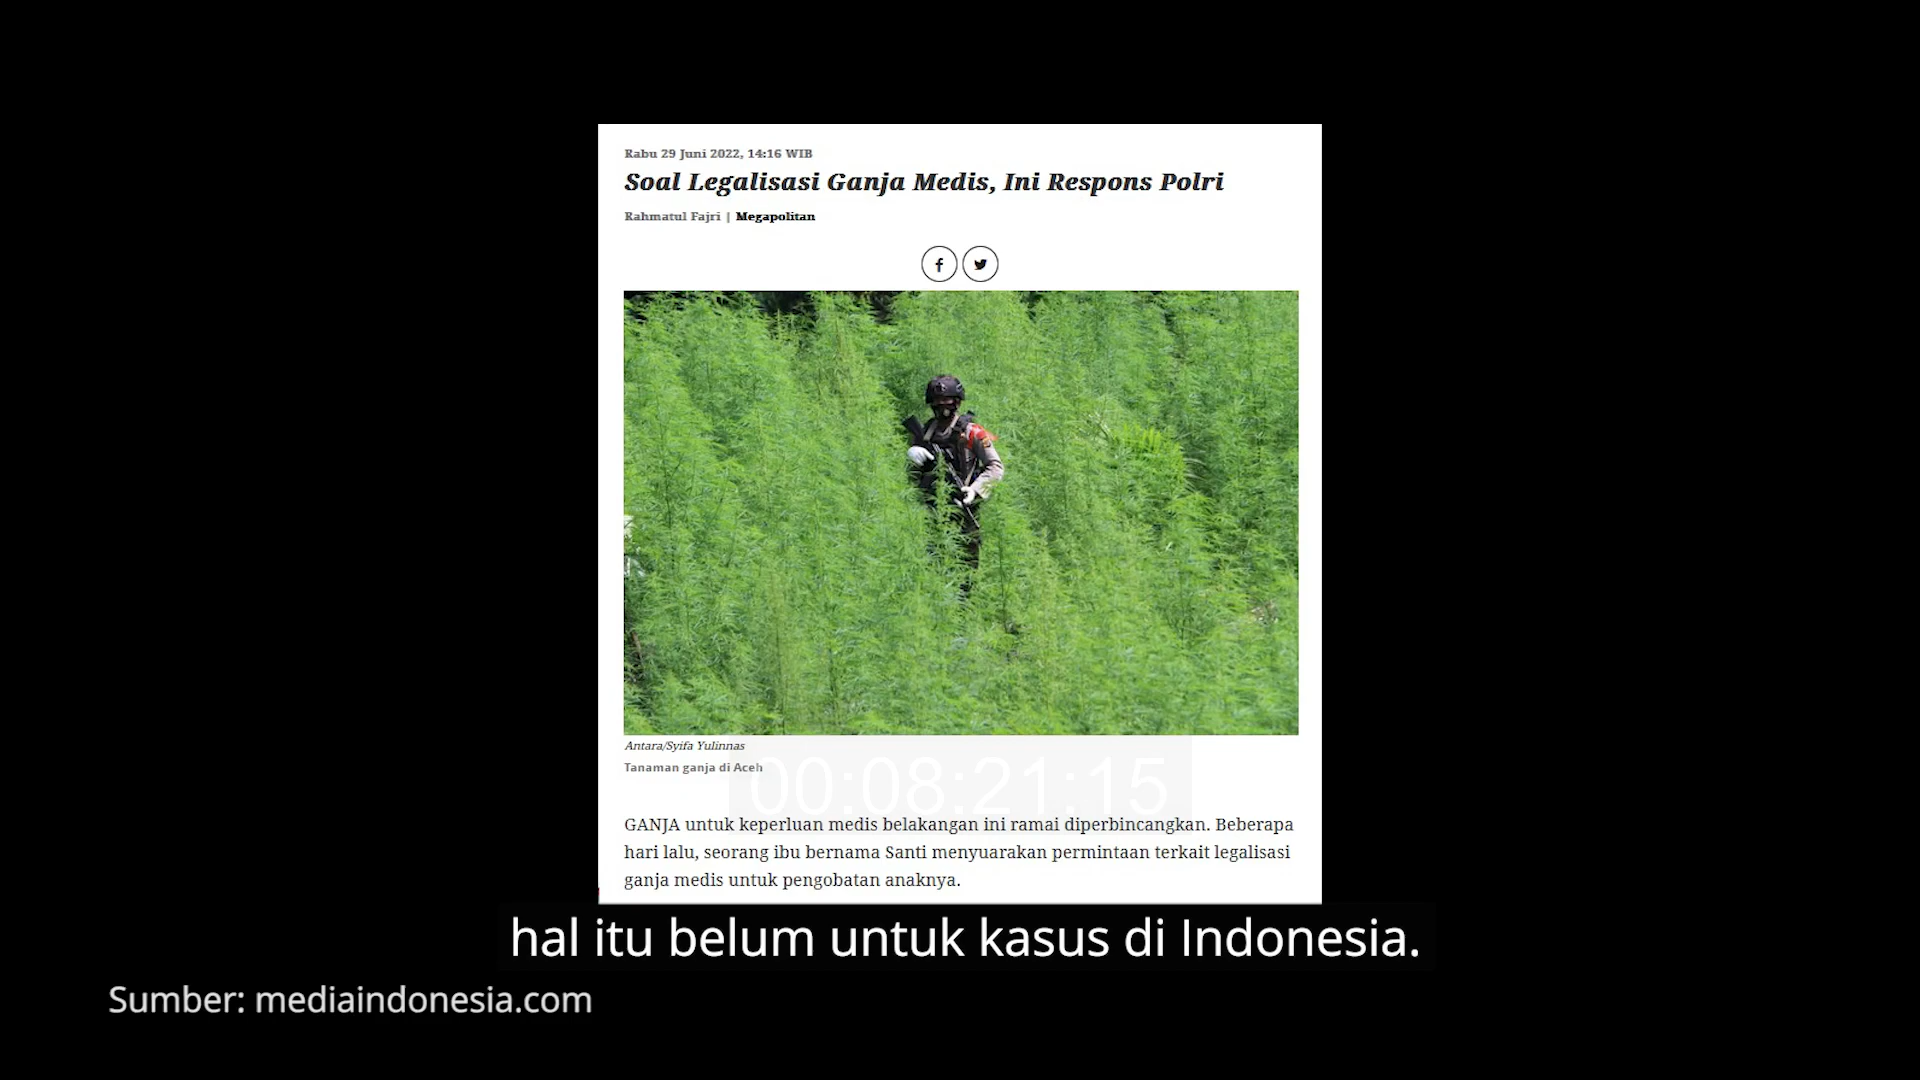 Rabu 29 Juni 2022, 14:16 WIB
Soal Legalisasi Ganja Medis, Ini Respons Polri
Rahmatul Fajri | Megapolitan
Antara/Syifa Yulinnas
Tanaman ganja di Aceh
00:08:21:15
GANJA untuk keperluan medis belakangan ini ramai diperbincangkan. Beberapa
hari lalu, seorang ibu bernama Santi menyuarakan permintaan terkait legalisasi
ganja medis untuk pengobatan anaknya.
hal itu belum untuk kasus di Indonesia.
Sumber: mediaindonesia.com